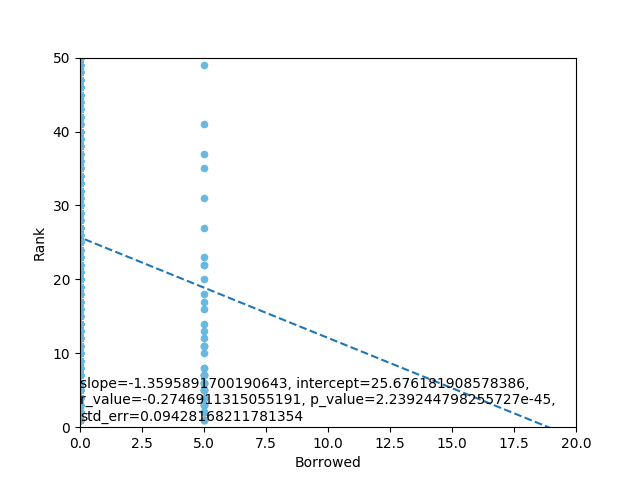 50
40
30
20
10
0
Rank
slope=-1.3595891700190643, intercept=25.676181908578386,
r_value=-0.2746911315055191, p_value=2.239244798255727e-45,
std_err=0.09428168211781354
0.0 2.5 5.0 7.5 10.0 12.5 15.0 17.5 20.0
Borrowed